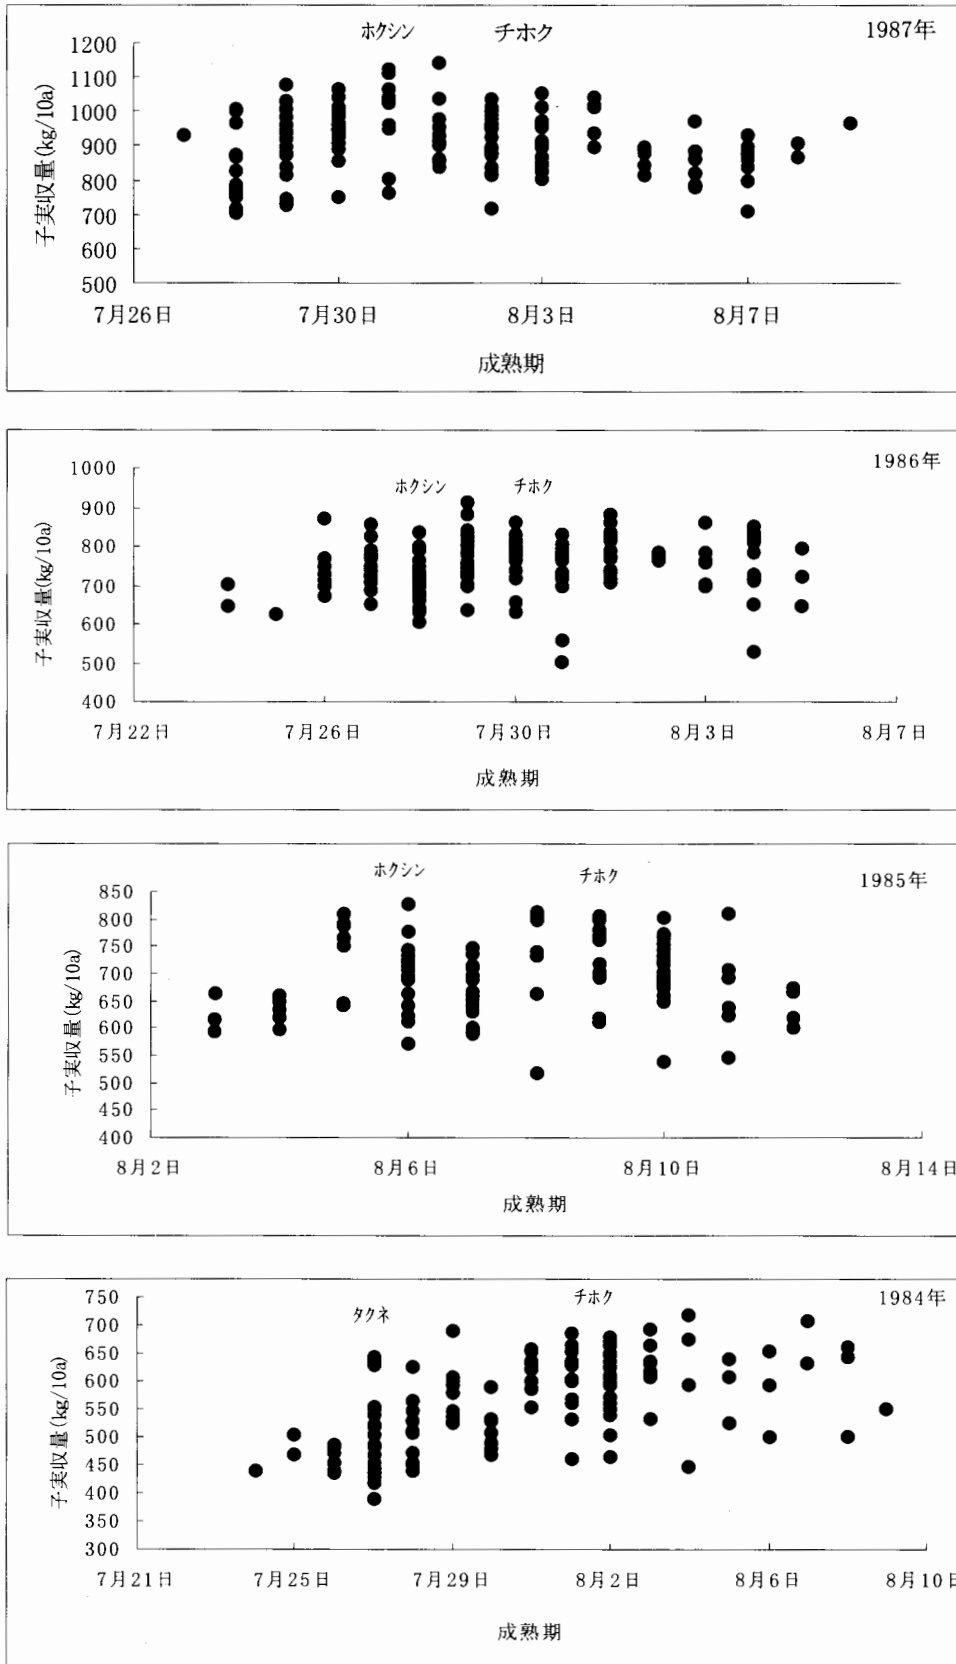 ホクシン チホク 1987年
1200
1100
1000
900
800
700
600
500
子実収量(kg/10a)
7月26日 7月30日 8月3日 8月7日
成熟期
1986年
ホクシン チホク
1000
900
800
700
600
500
400
子実収量(kg/10a)
7月22日 7月26日 7月30日 8月3日 8月7日
成熟期
ホクシン チホク 1985年
850
800
750
700
650
600
550
500
450
400
子実収量(kg/10a)
8月2日 8月6日 8月10日 8月14日
成熟期
タクネ チホク 1984年
750
700
650
600
550
500
450
400
350
300
子実収量(kg/10a)
7月21日 7月25日 7月29日 8月2日 8月6日 8月10日
成熟期